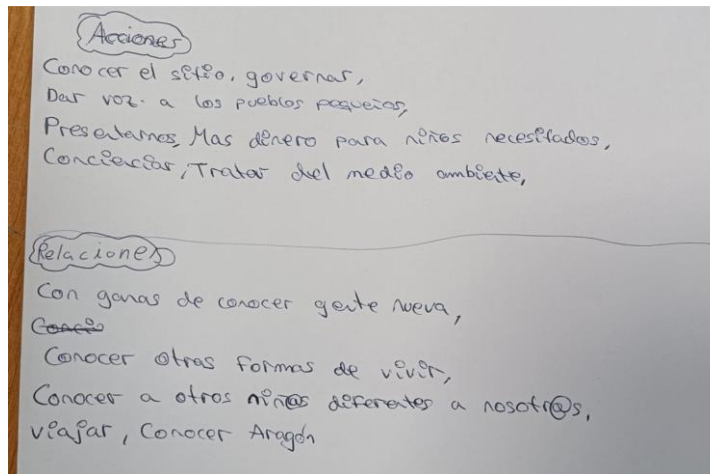 Acciones
Conocer el sitio, governar,
Dar voz a los pueblos pequeños,
Presentarnos, Mas dinero para niños necesitados,
Concienciar, Tratar del medio ambiente,
Relaciones
Con ganas de conocer gente nueva,
Conocer otras formas de vivir,
Conocer a otros niñ@s diferentes a nosotr@s,
viajar, Conocer Aragón